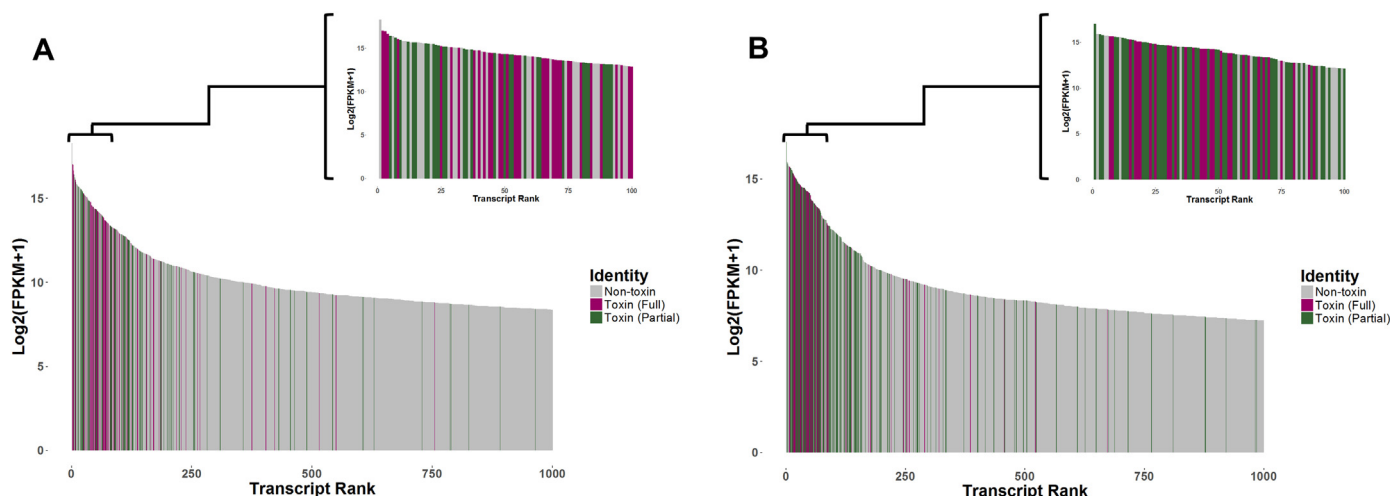 A
Log2(FPKM+1)
15-
10-
5-
0-
0
25
50
75
100
Transcript Rank
Log2(FPKM+1)
15-
10-
5-
0-
0
250
500
750
1000
Transcript Rank
Identity
Non-toxin
Toxin (Full)
Toxin (Partial)
B
Log2(FPKM+1)
15-
10-
5-
0-
0
25
50
75
100
Transcript Rank
Log2(FPKM+1)
15-
10-
5-
0-
0
250
500
750
1000
Transcript Rank
Identity
Non-toxin
Toxin (Full)
Toxin (Partial)